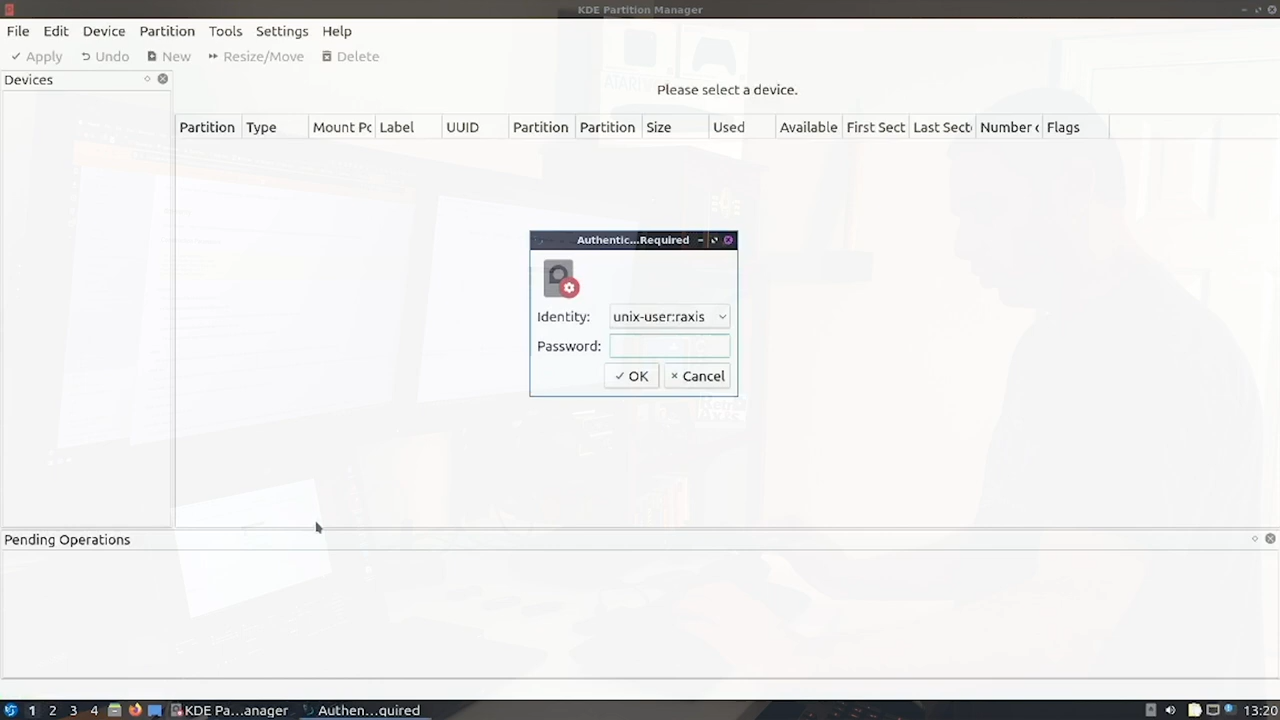 KDE Partition Manager
File Edit Device Partition Tools Settings Help
Apply Undo New Resize/Move Delete
Devices
Please select a device.
Partition Type Mount Pc Label UUID Partition Partition Size Used Available First Sect Last Sect Number Flags
Authentic...Required
Identity: unix-user:raxis
Password:
OK Cancel
Pending Operations
1 2 3 4 KDE Pa...anager Authen...quired 13:20